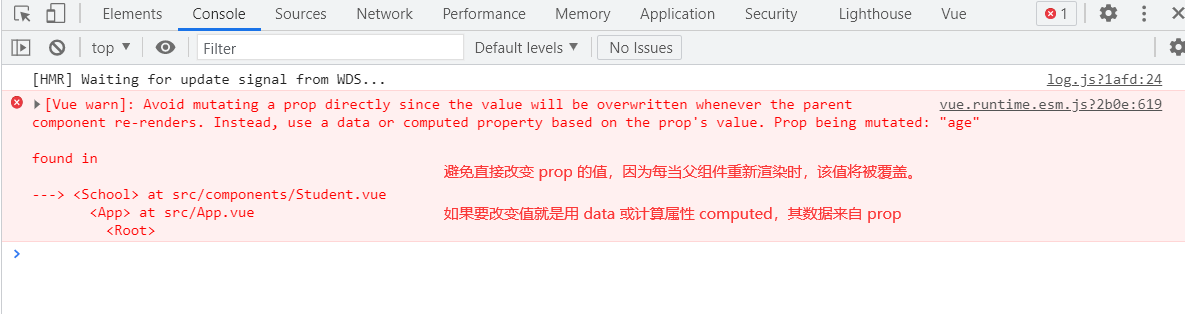 Elements Console Sources Network Performance Memory Application Security Lighthouse Vue 1
top Filter Default levels No Issues
[HMR] Waiting for update signal from WDS... log.js?1afd:24
[Vue warn]: Avoid mutating a prop directly since the value will be overwritten whenever the parent vue.runtime.esm.js?2b0e:619
component re-renders. Instead, use a data or computed property based on the prop's value. Prop being mutated: "age"
found in
避免直接改变 prop 的值，因为每当父组件重新渲染时，该值将被覆盖。
---> <School> at src/components/Student.vue
<App> at src/App.vue
如果要改变值就是用 data 或计算属性 computed，其数据来自 prop
<Root>